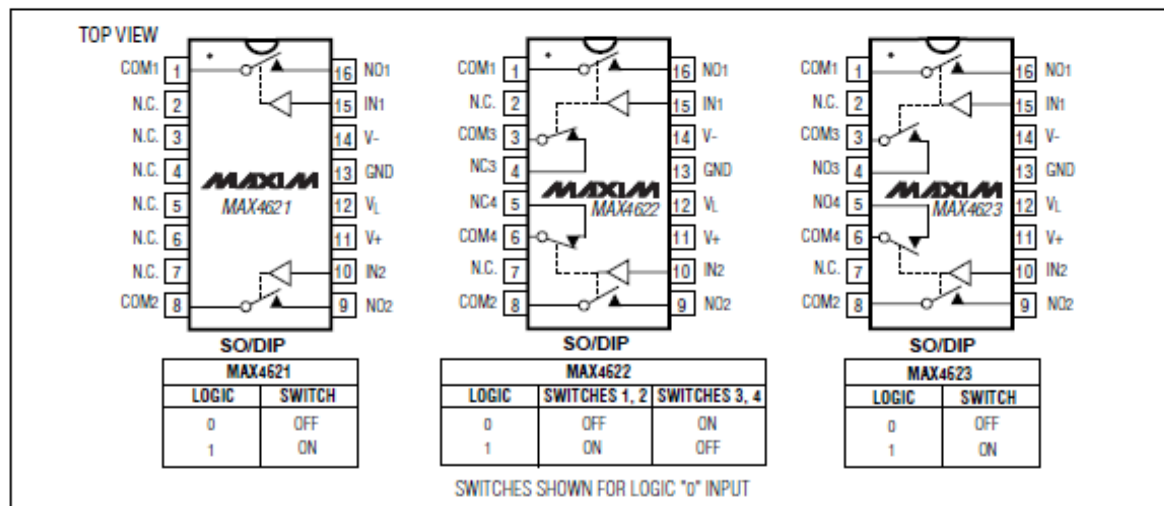 TOP VIEW
COM1 1 16 NO1
N.C. 2 15 IN1
N.C. 3 14 V-
N.C. 4 13 GND
N.C. 5 12 VL
N.C. 6 11 V+
N.C. 7 10 IN2
COM2 8 9 NO2
MAXIM
MAX4621
SO/DIP
MAX4621
LOGIC SWITCH
0 OFF
1 ON
COM1 1 16 NO1
N.C. 2 15 IN1
COM3 3 14 V-
NC3 4 13 GND
NC4 5 12 VL
COM4 6 11 V+
N.C. 7 10 IN2
COM2 8 9 NO2
MAXIM
MAX4622
SO/DIP
MAX4622
LOGIC SWITCHES 1, 2 SWITCHES 3, 4
0 OFF ON
1 ON OFF
COM1 1 16 NO1
N.C. 2 15 IN1
COM3 3 14 V-
NO3 4 13 GND
NO4 5 12 VL
COM4 6 11 V+
N.C. 7 10 IN2
COM2 8 9 NO2
MAXIM
MAX4623
SO/DIP
MAX4623
LOGIC SWITCH
0 OFF
1 ON
SWITCHES SHOWN FOR LOGIC "0" INPUT